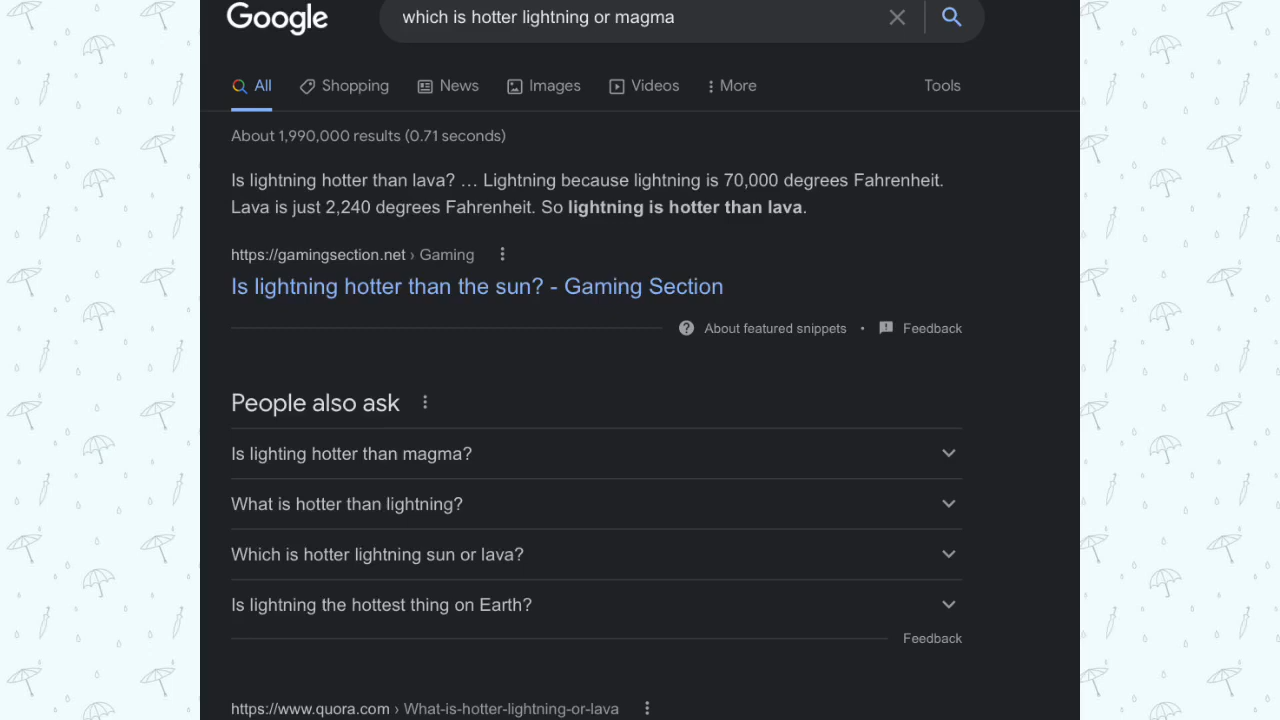 Google
which is hotter lightning or magma
All
Shopping
News
Images
Videos
More
Tools
About 1,990,000 results (0.71 seconds)
Is lightning hotter than lava? … Lightning because lightning is 70,000 degrees Fahrenheit.
Lava is just 2,240 degrees Fahrenheit. So lightning is hotter than lava.
https://gamingsection.net › Gaming
Is lightning hotter than the sun? - Gaming Section
About featured snippets • Feedback
People also ask
Is lighting hotter than magma?
What is hotter than lightning?
Which is hotter lightning sun or lava?
Is lightning the hottest thing on Earth?
Feedback
https://www.quora.com › What-is-hotter-lightning-or-lava